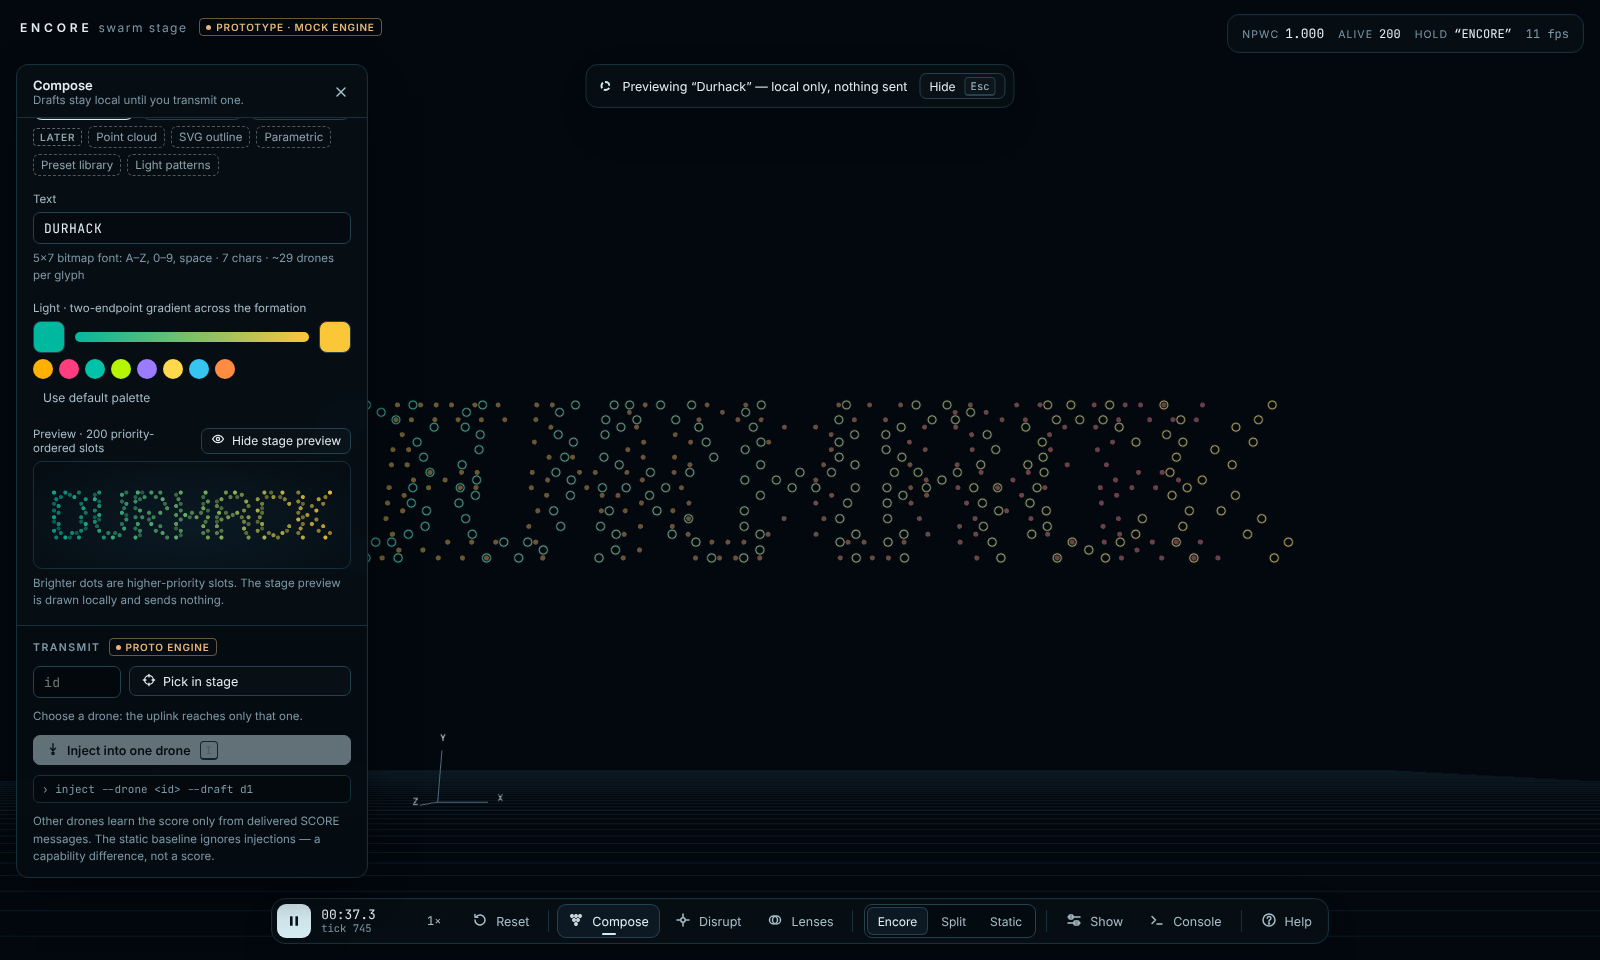 ENCORE swarm stage PROTOTYPE · MOCK ENGINE
NPWC 1.000 ALIVE 200 HOLD “ENCORE” 11 fps
Compose
Drafts stay local until you transmit one.
Previewing “Durhack” — local only, nothing sent Hide Esc
LATER Point cloud SVG outline Parametric
Preset library Light patterns
Text
DURHACK
5×7 bitmap font: A–Z, 0–9, space · 7 chars · ~29 drones
per glyph
Light · two-endpoint gradient across the formation
Use default palette
Preview · 200 priority-
ordered slots
Hide stage preview
DURHACK
Brighter dots are higher-priority slots. The stage preview
is drawn locally and sends nothing.
TRANSMIT PROTO ENGINE
id Pick in stage
Choose a drone: the uplink reaches only that one.
Inject into one drone
› inject --drone <id> --draft d1
Other drones learn the score only from delivered SCORE
messages. The static baseline ignores injections — a
capability difference, not a score.
Y
Z
X
00:37.3
tick 745
1× Reset Compose Disrupt Lenses Encore Split Static Show Console Help